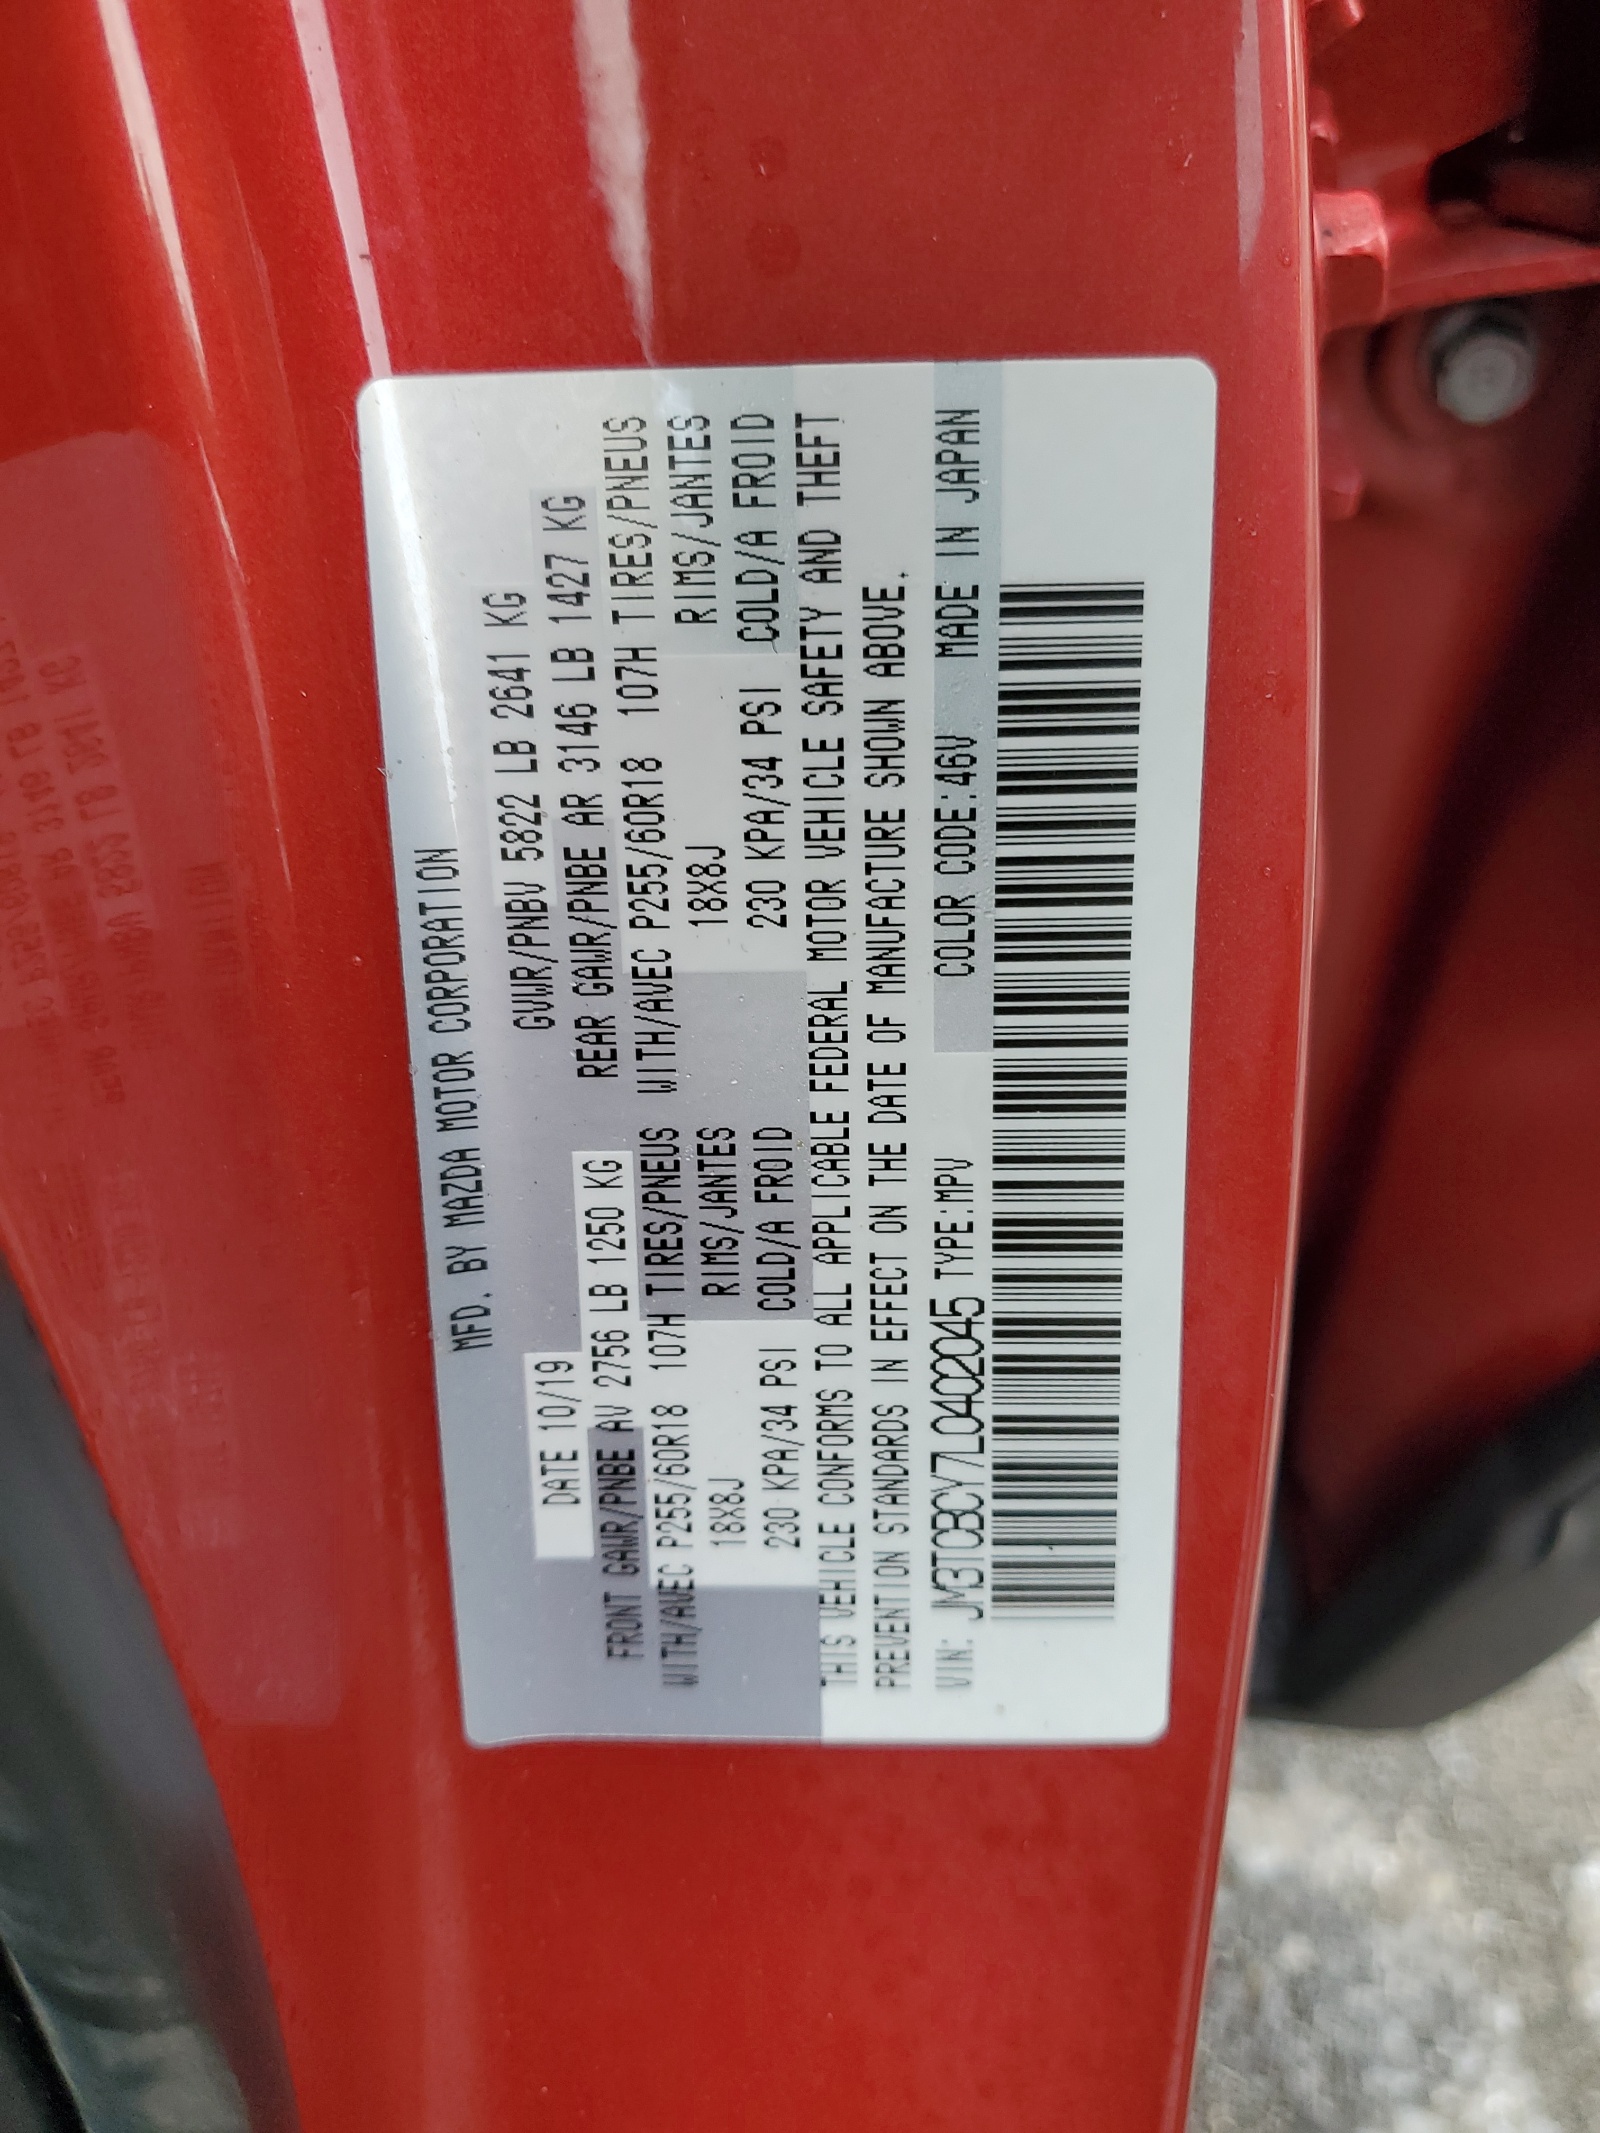 MFD. BY MAZDA MOTOR CORPORATION
DATE 10/19 GVWR/PNBV 5822 LB 2641 KG
FRONT GAWR/PNBE AV 2756 LB 1250 KG REAR GAWR/PNBE AR 3146 LB 1427 KG
WITH/AVEC P255/60R18 107H TIRES/PNEUS WITH/AVEC P255/60R18 107H TIRES/PNEUS
18X8J RIMS/JANTES 18X8J RIMS/JANTES
230 KPA/34 PSI COLD/A FROID 230 KPA/34 PSI COLD/A FROID
THIS VEHICLE CONFORMS TO ALL APPLICABLE FEDERAL MOTOR VEHICLE SAFETY AND THEFT
PREVENTION STANDARDS IN EFFECT ON THE DATE OF MANUFACTURE SHOWN ABOVE.
VIN: JM3TCBCY7L0402045 TYPE:MPV COLOR CODE:46V MADE IN JAPAN